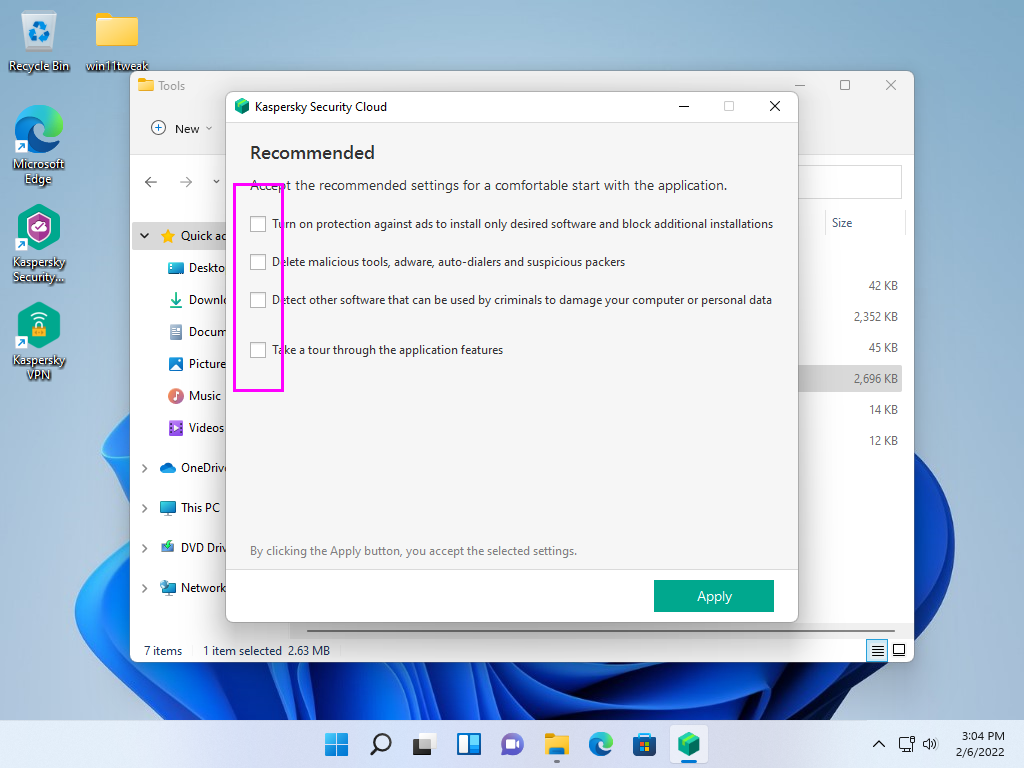 Recycle Bin
win11tweak
Microsoft
Edge
Kaspersky
Security...
Kaspersky
VPN
Tools
New
Size
Quick ac
Deskto
Downl
Docum
Picture
Music
Videos
OneDrive
This PC
DVD Driv
Network
42 KB
2,352 KB
45 KB
2,696 KB
14 KB
12 KB
7 items
1 item selected 2.63 MB
Kaspersky Security Cloud
Recommended
Accept the recommended settings for a comfortable start with the application.
Turn on protection against ads to install only desired software and block additional installations
Delete malicious tools, adware, auto-dialers and suspicious packers
Detect other software that can be used by criminals to damage your computer or personal data
Take a tour through the application features
By clicking the Apply button, you accept the selected settings.
Apply
3:04 PM
2/6/2022